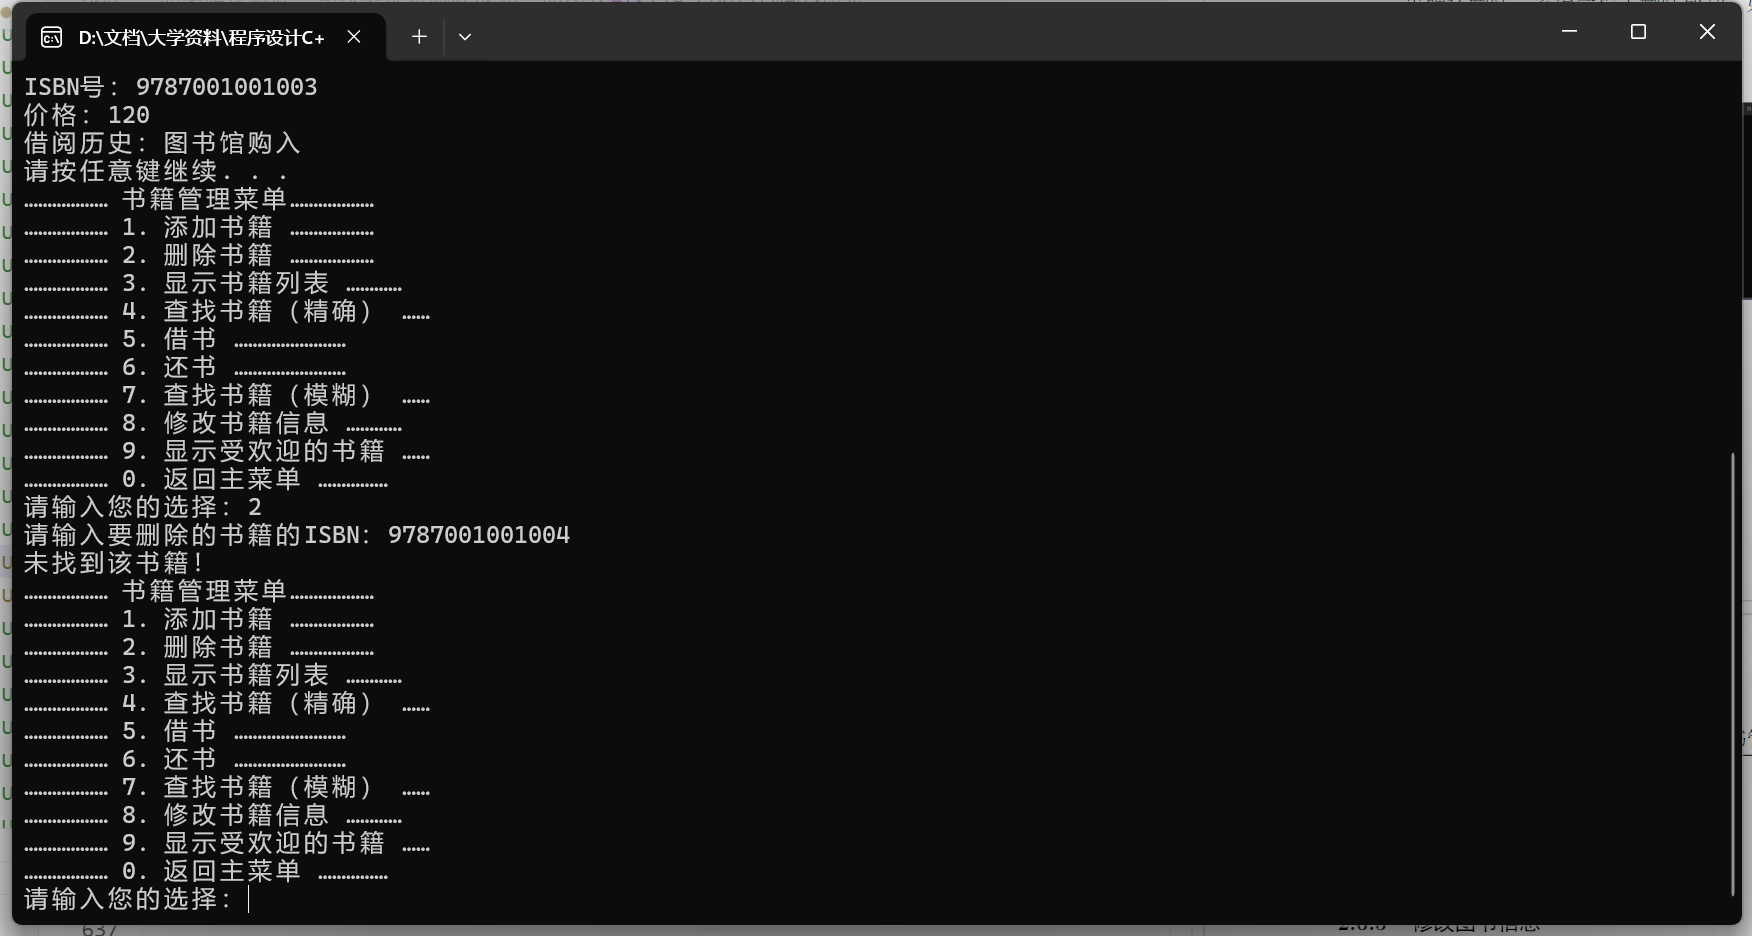 D:\文档\大学资料\程序设计C+
ISBN号: 9787001001003
价格: 120
借阅历史: 图书馆购入
请按任意键继续. . .
……………… 书籍管理菜单………………
……………… 1. 添加书籍 ………………
……………… 2. 删除书籍 ………………
……………… 3. 显示书籍列表 …………
……………… 4. 查找书籍（精确） ……
……………… 5. 借书 ……………………
……………… 6. 还书 ……………………
……………… 7. 查找书籍（模糊） ……
……………… 8. 修改书籍信息 …………
……………… 9. 显示受欢迎的书籍 ……
……………… 0. 返回主菜单 ……………
请输入您的选择: 2
请输入要删除的书籍的ISBN: 9787001001004
未找到该书籍!
……………… 书籍管理菜单………………
……………… 1. 添加书籍 ………………
……………… 2. 删除书籍 ………………
……………… 3. 显示书籍列表 …………
……………… 4. 查找书籍（精确） ……
……………… 5. 借书 ……………………
……………… 6. 还书 ……………………
……………… 7. 查找书籍（模糊） ……
……………… 8. 修改书籍信息 …………
……………… 9. 显示受欢迎的书籍 ……
……………… 0. 返回主菜单 ……………
请输入您的选择:
637